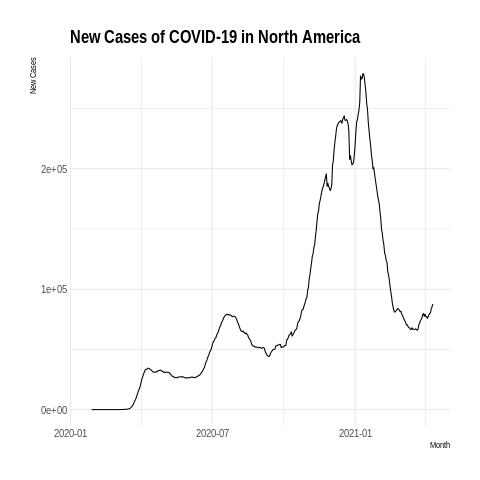 New Cases of COVID-19 in North America
New Cases
2e+05
1e+05
0e+00
2020-01 2020-07 2021-01
Month